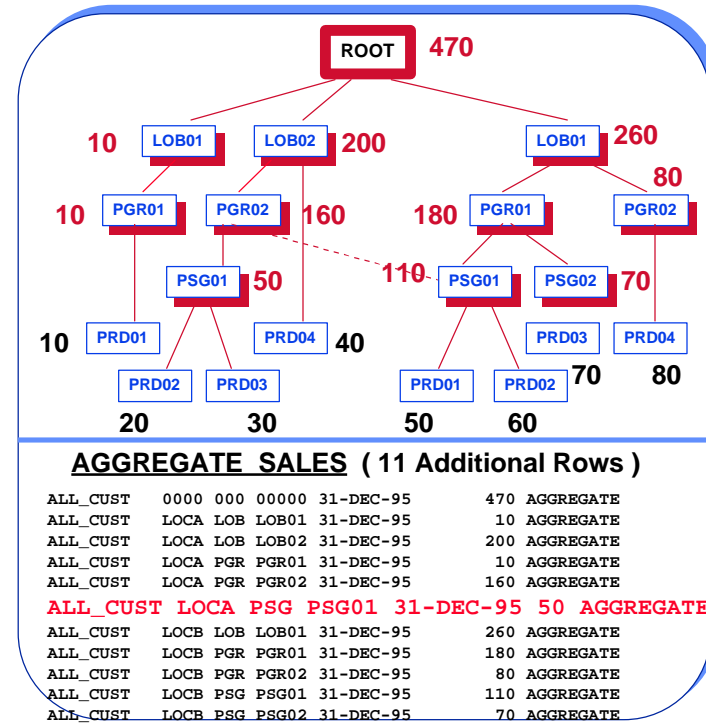 ROOT 470
10 LOB01 LOB02 200 LOB01 260
80
10 PGR01 PGR02 160 180 PGR01 PGR02
PSG01 50 110 PSG01 PSG02 70
10 PRD01 PRD04 40 PRD03 PRD04
70 80
PRD02 PRD03 PRD01 PRD02
20 30 50 60
AGGREGATE SALES ( 11 Additional Rows )
ALL_CUST 0000 000 00000 31-DEC-95 470 AGGREGATE
ALL_CUST LOCA LOB LOB01 31-DEC-95 10 AGGREGATE
ALL_CUST LOCA LOB LOB02 31-DEC-95 200 AGGREGATE
ALL_CUST LOCA PGR PGR01 31-DEC-95 10 AGGREGATE
ALL_CUST LOCA PGR PGR02 31-DEC-95 160 AGGREGATE
ALL_CUST LOCA PSG PSG01 31-DEC-95 50 AGGREGATE
ALL_CUST LOCB LOB LOB01 31-DEC-95 260 AGGREGATE
ALL_CUST LOCB PGR PGR01 31-DEC-95 180 AGGREGATE
ALL_CUST LOCB PGR PGR02 31-DEC-95 80 AGGREGATE
ALL_CUST LOCB PSG PSG01 31-DEC-95 110 AGGREGATE
ALL_CUST LOCB PSG PSG02 31-DEC-95 70 AGGREGATE